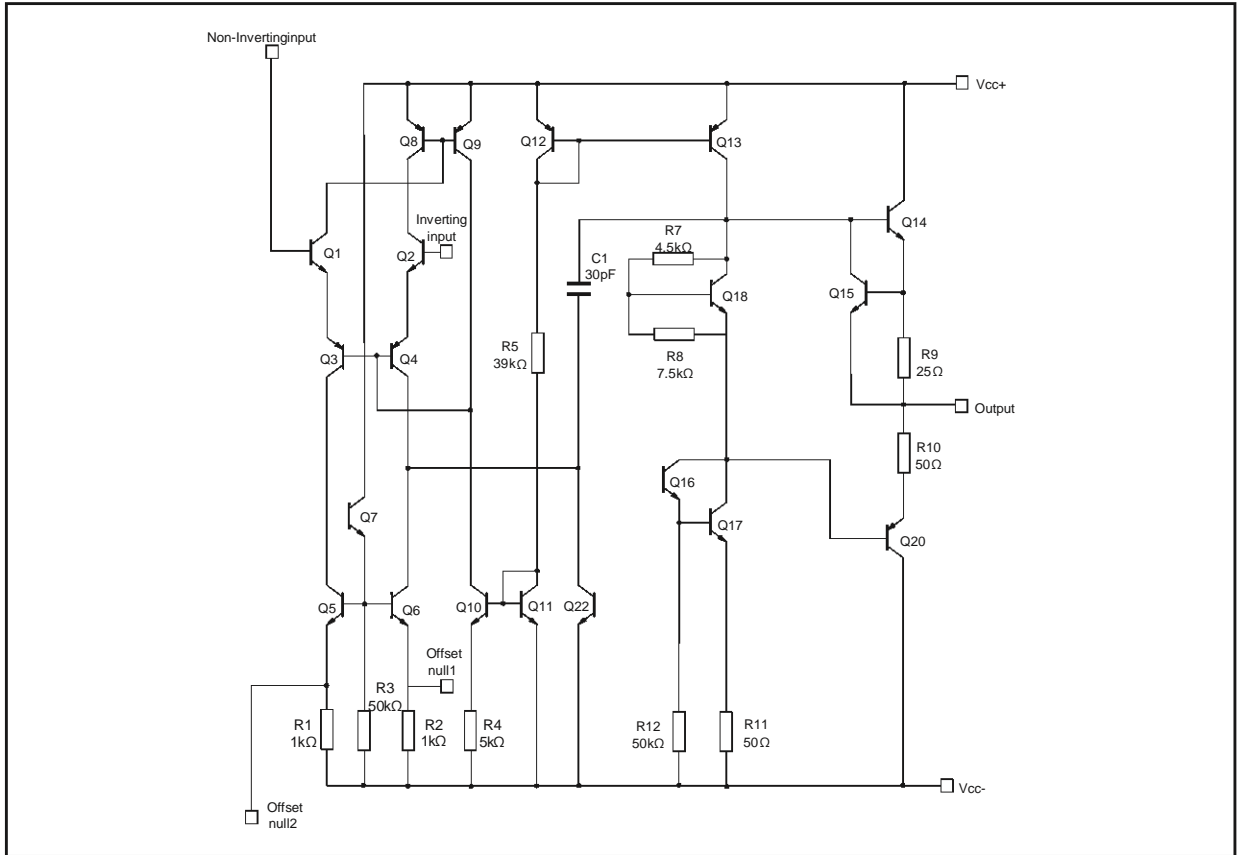 Non-Invertinginput
Vcc+
Q8
Q9
Q12
Q13
Inverting
input
Q1
Q2
Q14
R7
4.5kΩ
C1
30pF
Q18
Q15
Q3
Q4
R5
39kΩ
R8
7.5kΩ
R9
25Ω
Output
R10
50Ω
Q16
Q7
Q17
Q20
Q5
Q6
Q10
Q11
Q22
Offset
null1
R3
50kΩ
R1
1kΩ
R2
1kΩ
R4
5kΩ
R12
50kΩ
R11
50Ω
Vcc-
Offset
null2